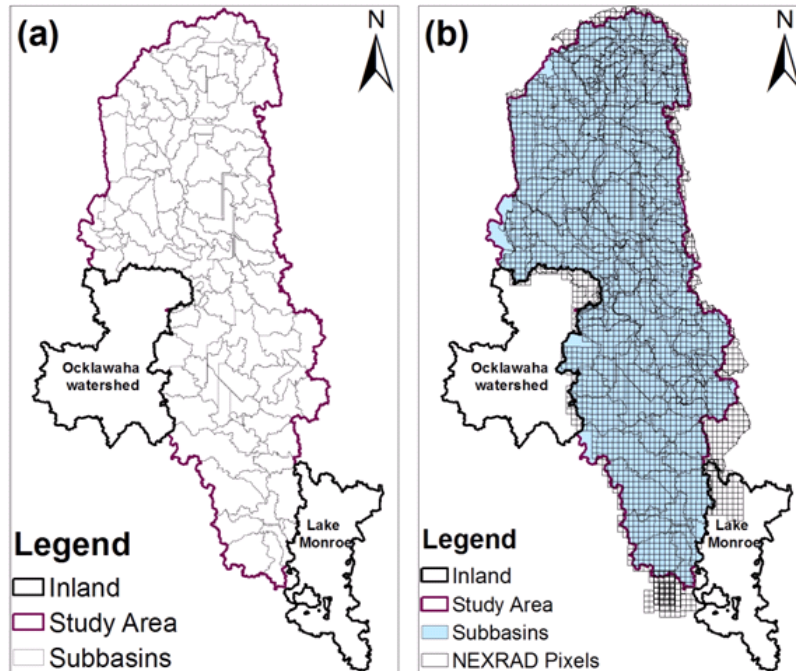 (a)
N
Ocklawaha
watershed
Lake
Monroe
Legend
Inland
Study Area
Subbasins
(b)
N
Ocklawaha
watershed
Lake
Monroe
Legend
Inland
Study Area
Subbasins
NEXRAD Pixels